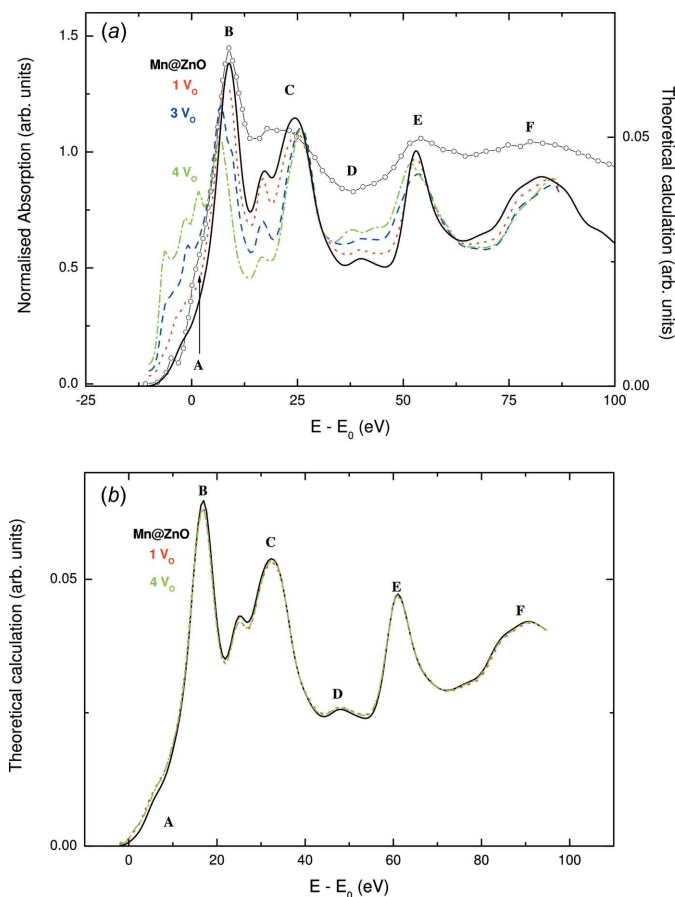 (a)
B
1.5
Mn@ZnO
1 VO
C
3 VO
E
F
4 VO
D
1.0
0.5
0.0
A
0.05
0.00
-25 0 25 50 75 100
E - E0 (eV)
Normalised Absorption (arb. units)
Theoretical calculation (arb. units)
(b)
B
Mn@ZnO
1 VO
C
4 VO
0.05
E
F
D
A
0.00
0 20 40 60 80 100
E - E0 (eV)
Theoretical calculation (arb. units)